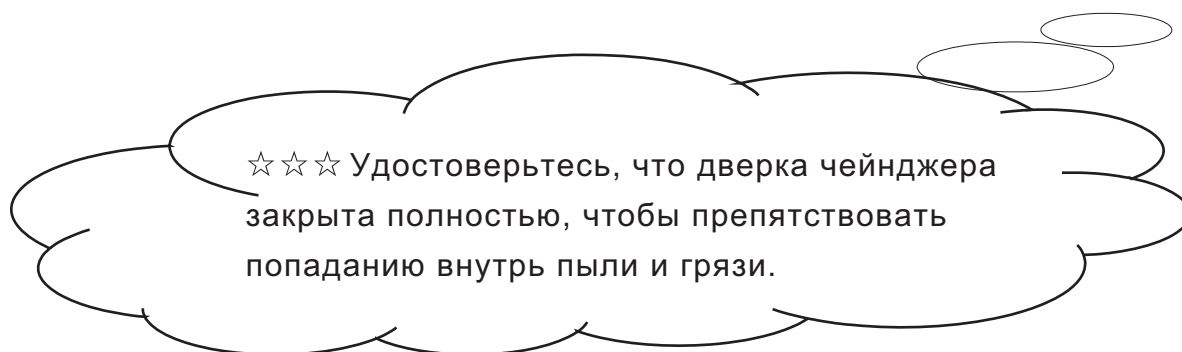 ☆☆☆ Удостоверьтесь, что дверка чейнджера
закрыта полностью, чтобы препятствовать
попаданию внутрь пыли и грязи.